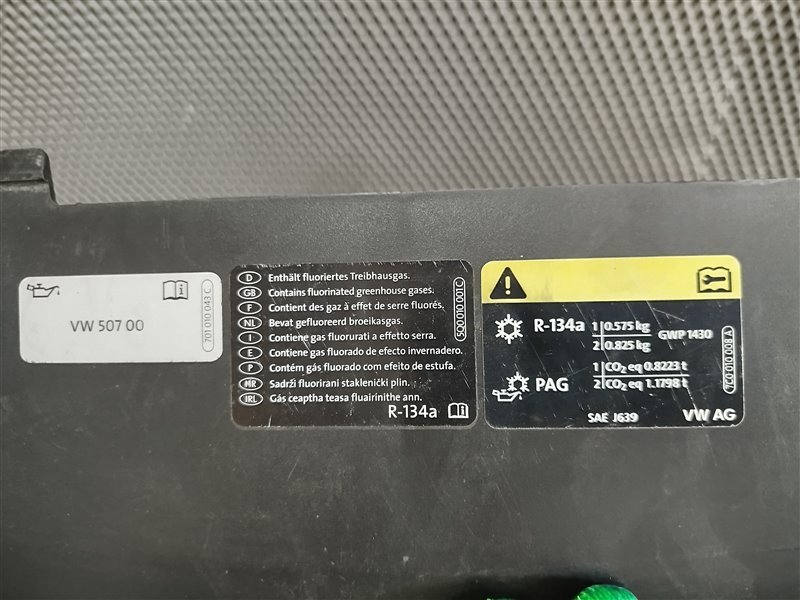 VW 507 00
701 010 043 C
D Enthält fluoriertes Treibhausgas.
GB Contains fluorinated greenhouse gases.
F Contient des gaz à effet de serre fluorés.
NL Bevat gefluoreerd broeikasgas.
I Contiene gas fluorurati a effetto serra.
E Contiene gas fluorado de efecto invernadero.
P Contém gás fluorado com efeito de estufa.
HR Sadrži fluorirani staklenički plin.
IRL Gás ceaptha teasa fluairinithe ann.
R-134a
5Q0 010 001 C
R-134a 1 0.575 kg GWP 1430
2 0.825 kg
PAG 1 CO2 eq 0.8223 t
2 CO2 eq 1.1798 t
SAE J639 VW AG
7C0 010 008 A